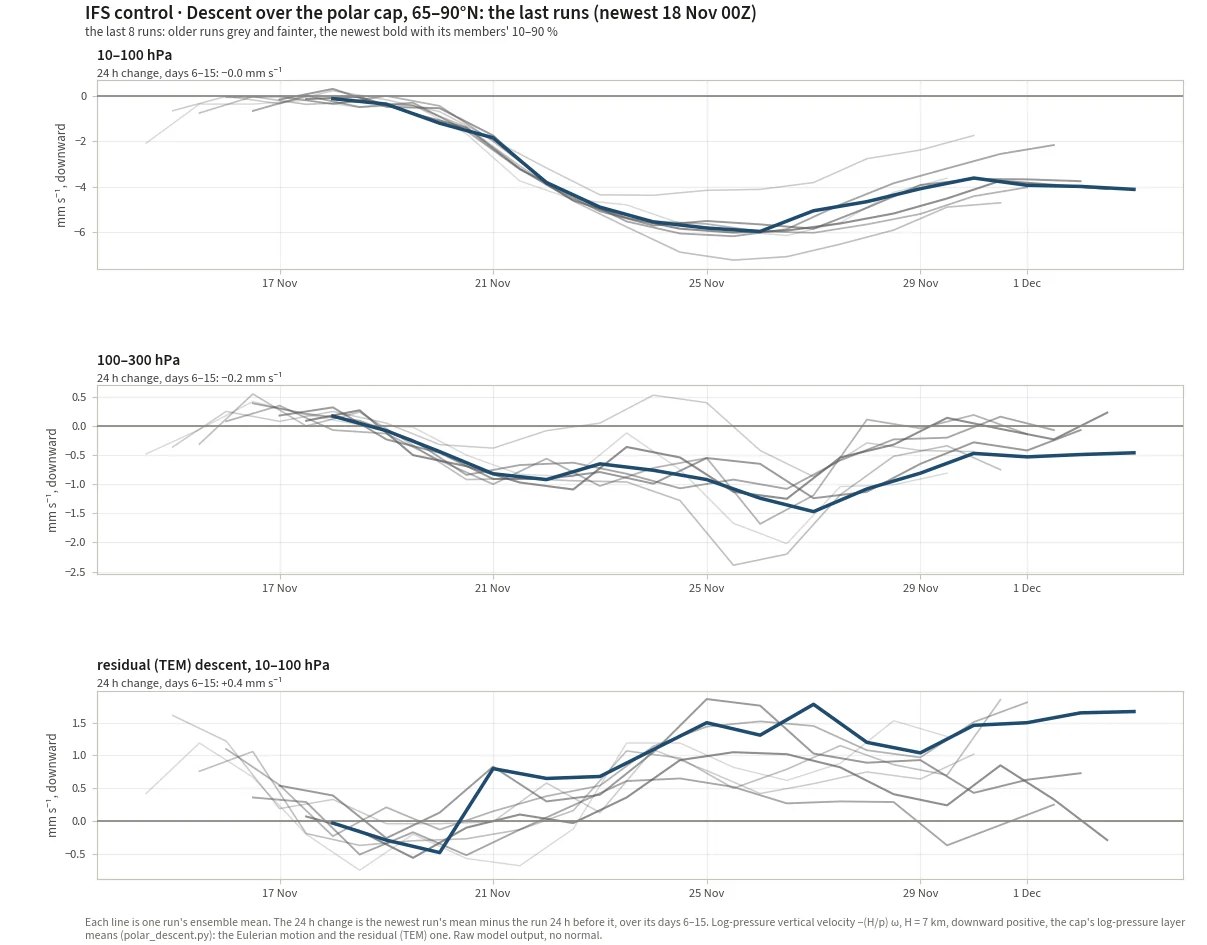 IFS control · Descent over the polar cap, 65–90°N: the last runs (newest 18 Nov 00Z)
the last 8 runs: older runs grey and fainter, the newest bold with its members' 10–90 %
10–100 hPa
24 h change, days 6–15: −0.0 mm s⁻¹
0
−2
−4
−6
mm s⁻¹, downward
17 Nov
21 Nov
25 Nov
29 Nov
1 Dec
100–300 hPa
24 h change, days 6–15: −0.2 mm s⁻¹
0.5
0.0
−0.5
−1.0
−1.5
−2.0
−2.5
mm s⁻¹, downward
17 Nov
21 Nov
25 Nov
29 Nov
1 Dec
residual (TEM) descent, 10–100 hPa
24 h change, days 6–15: +0.4 mm s⁻¹
1.5
1.0
0.5
0.0
−0.5
mm s⁻¹, downward
17 Nov
21 Nov
25 Nov
29 Nov
1 Dec
Each line is one run's ensemble mean. The 24 h change is the newest run's mean minus the run 24 h before it, over its days 6–15. Log-pressure vertical velocity −(H/p) ω, H = 7 km, downward positive, the cap's log-pressure layer
means (polar_descent.py): the Eulerian motion and the residual (TEM) one. Raw model output, no normal.